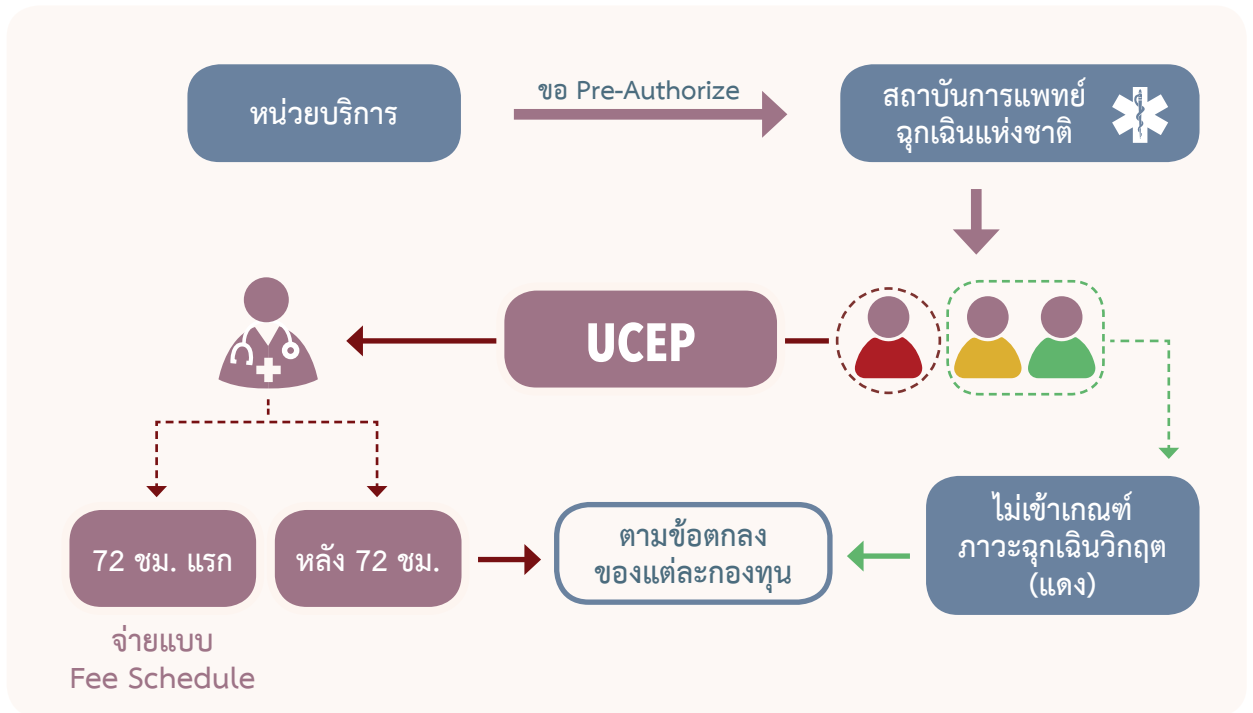 หน่วยบริการ
ขอ Pre-Authorize
สถาบันการแพทย์
ฉุกเฉินแห่งชาติ
UCEP
72 ชม. แรก
หลัง 72 ชม.
ตามข้อตกลง
ของแต่ละกองทุน
ไม่เข้าเกณฑ์
ภาวะฉุกเฉินวิกฤต
(แดง)
จ่ายแบบ
Fee Schedule